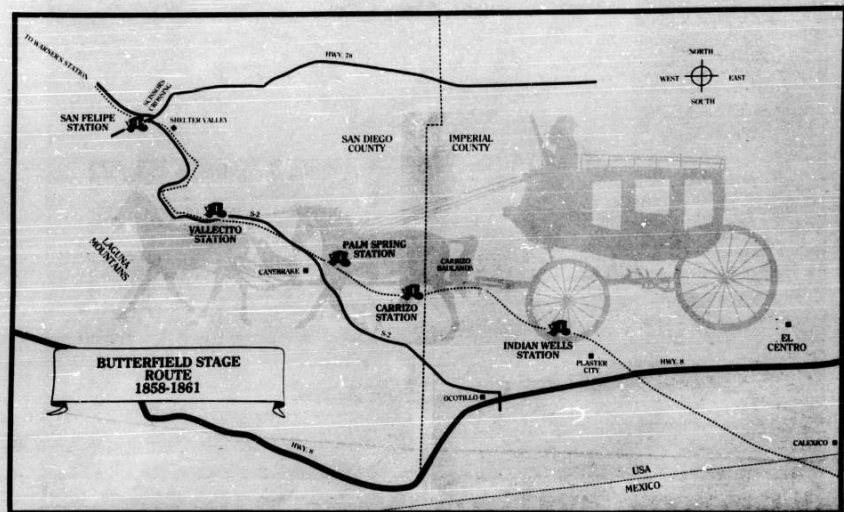 NORTH
WEST EAST
SOUTH
HWY. 78
TO WARNER'S STATION
SCISSORS
CROSSING
SAN FELIPE
STATION
SHELTER VALLEY
SAN DIEGO
COUNTY
IMPERIAL
COUNTY
S-2
VALLECITO
STATION
LAGUNA
MOUNTAINS
PALM SPRING
STATION
CANEBRAKE
CARRIZO
BADLANDS
CARRIZO
STATION
S-2
INDIAN WELLS
STATION
EL
CENTRO
PLASTER
CITY
HWY. 8
BUTTERFIELD STAGE
ROUTE
1858-1861
OCOTILLO
HWY. 8
CALEXICO
USA
MEXICO